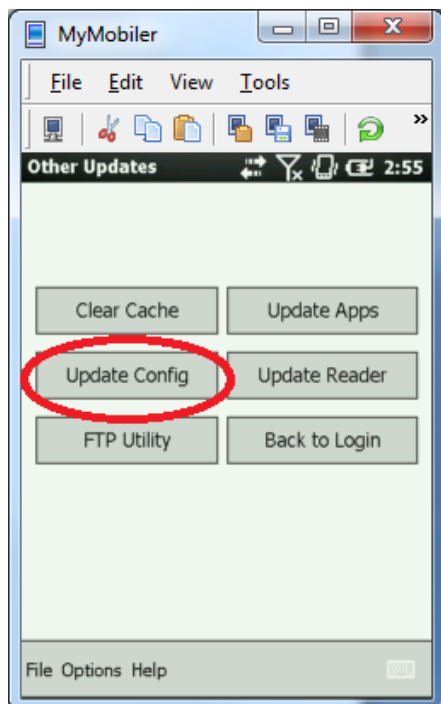 MyMobiler
File Edit View Tools
Other Updates 2:55
Clear Cache Update Apps
Update Config Update Reader
FTP Utility Back to Login
File Options Help